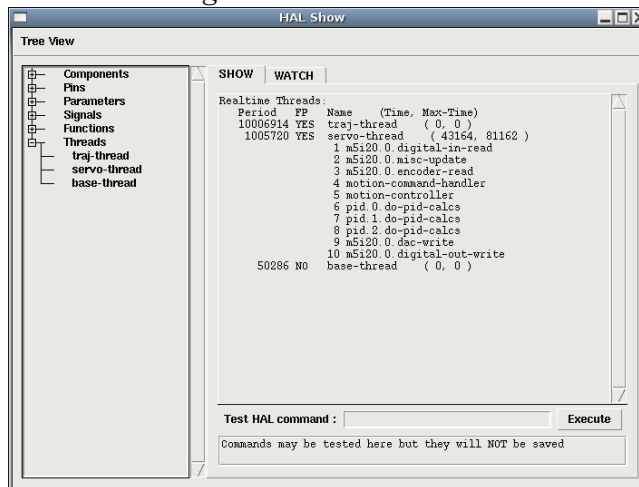 HAL Show
Tree View
Components
Pins
Parameters
Signals
Functions
Threads
traj-thread
servo-thread
base-thread
SHOW WATCH
Realtime Threads:
Period FP Name (Time, Max-Time)
10006914 YES traj-thread ( 0, 0 )
1005720 YES servo-thread ( 43164, 81162 )
1 m5i20.0.digital-in-read
2 m5i20.0.misc-update
3 m5i20.0.encoder-read
4 motion-command-handler
5 motion-controller
6 pid.0.do-pid-calcs
7 pid.1.do-pid-calcs
8 pid.2.do-pid-calcs
9 m5i20.0.dac-write
10 m5i20.0.digital-out-write
50286 NO base-thread ( 0, 0 )
Test HAL command : Execute
Commands may be tested here but they will NOT be saved